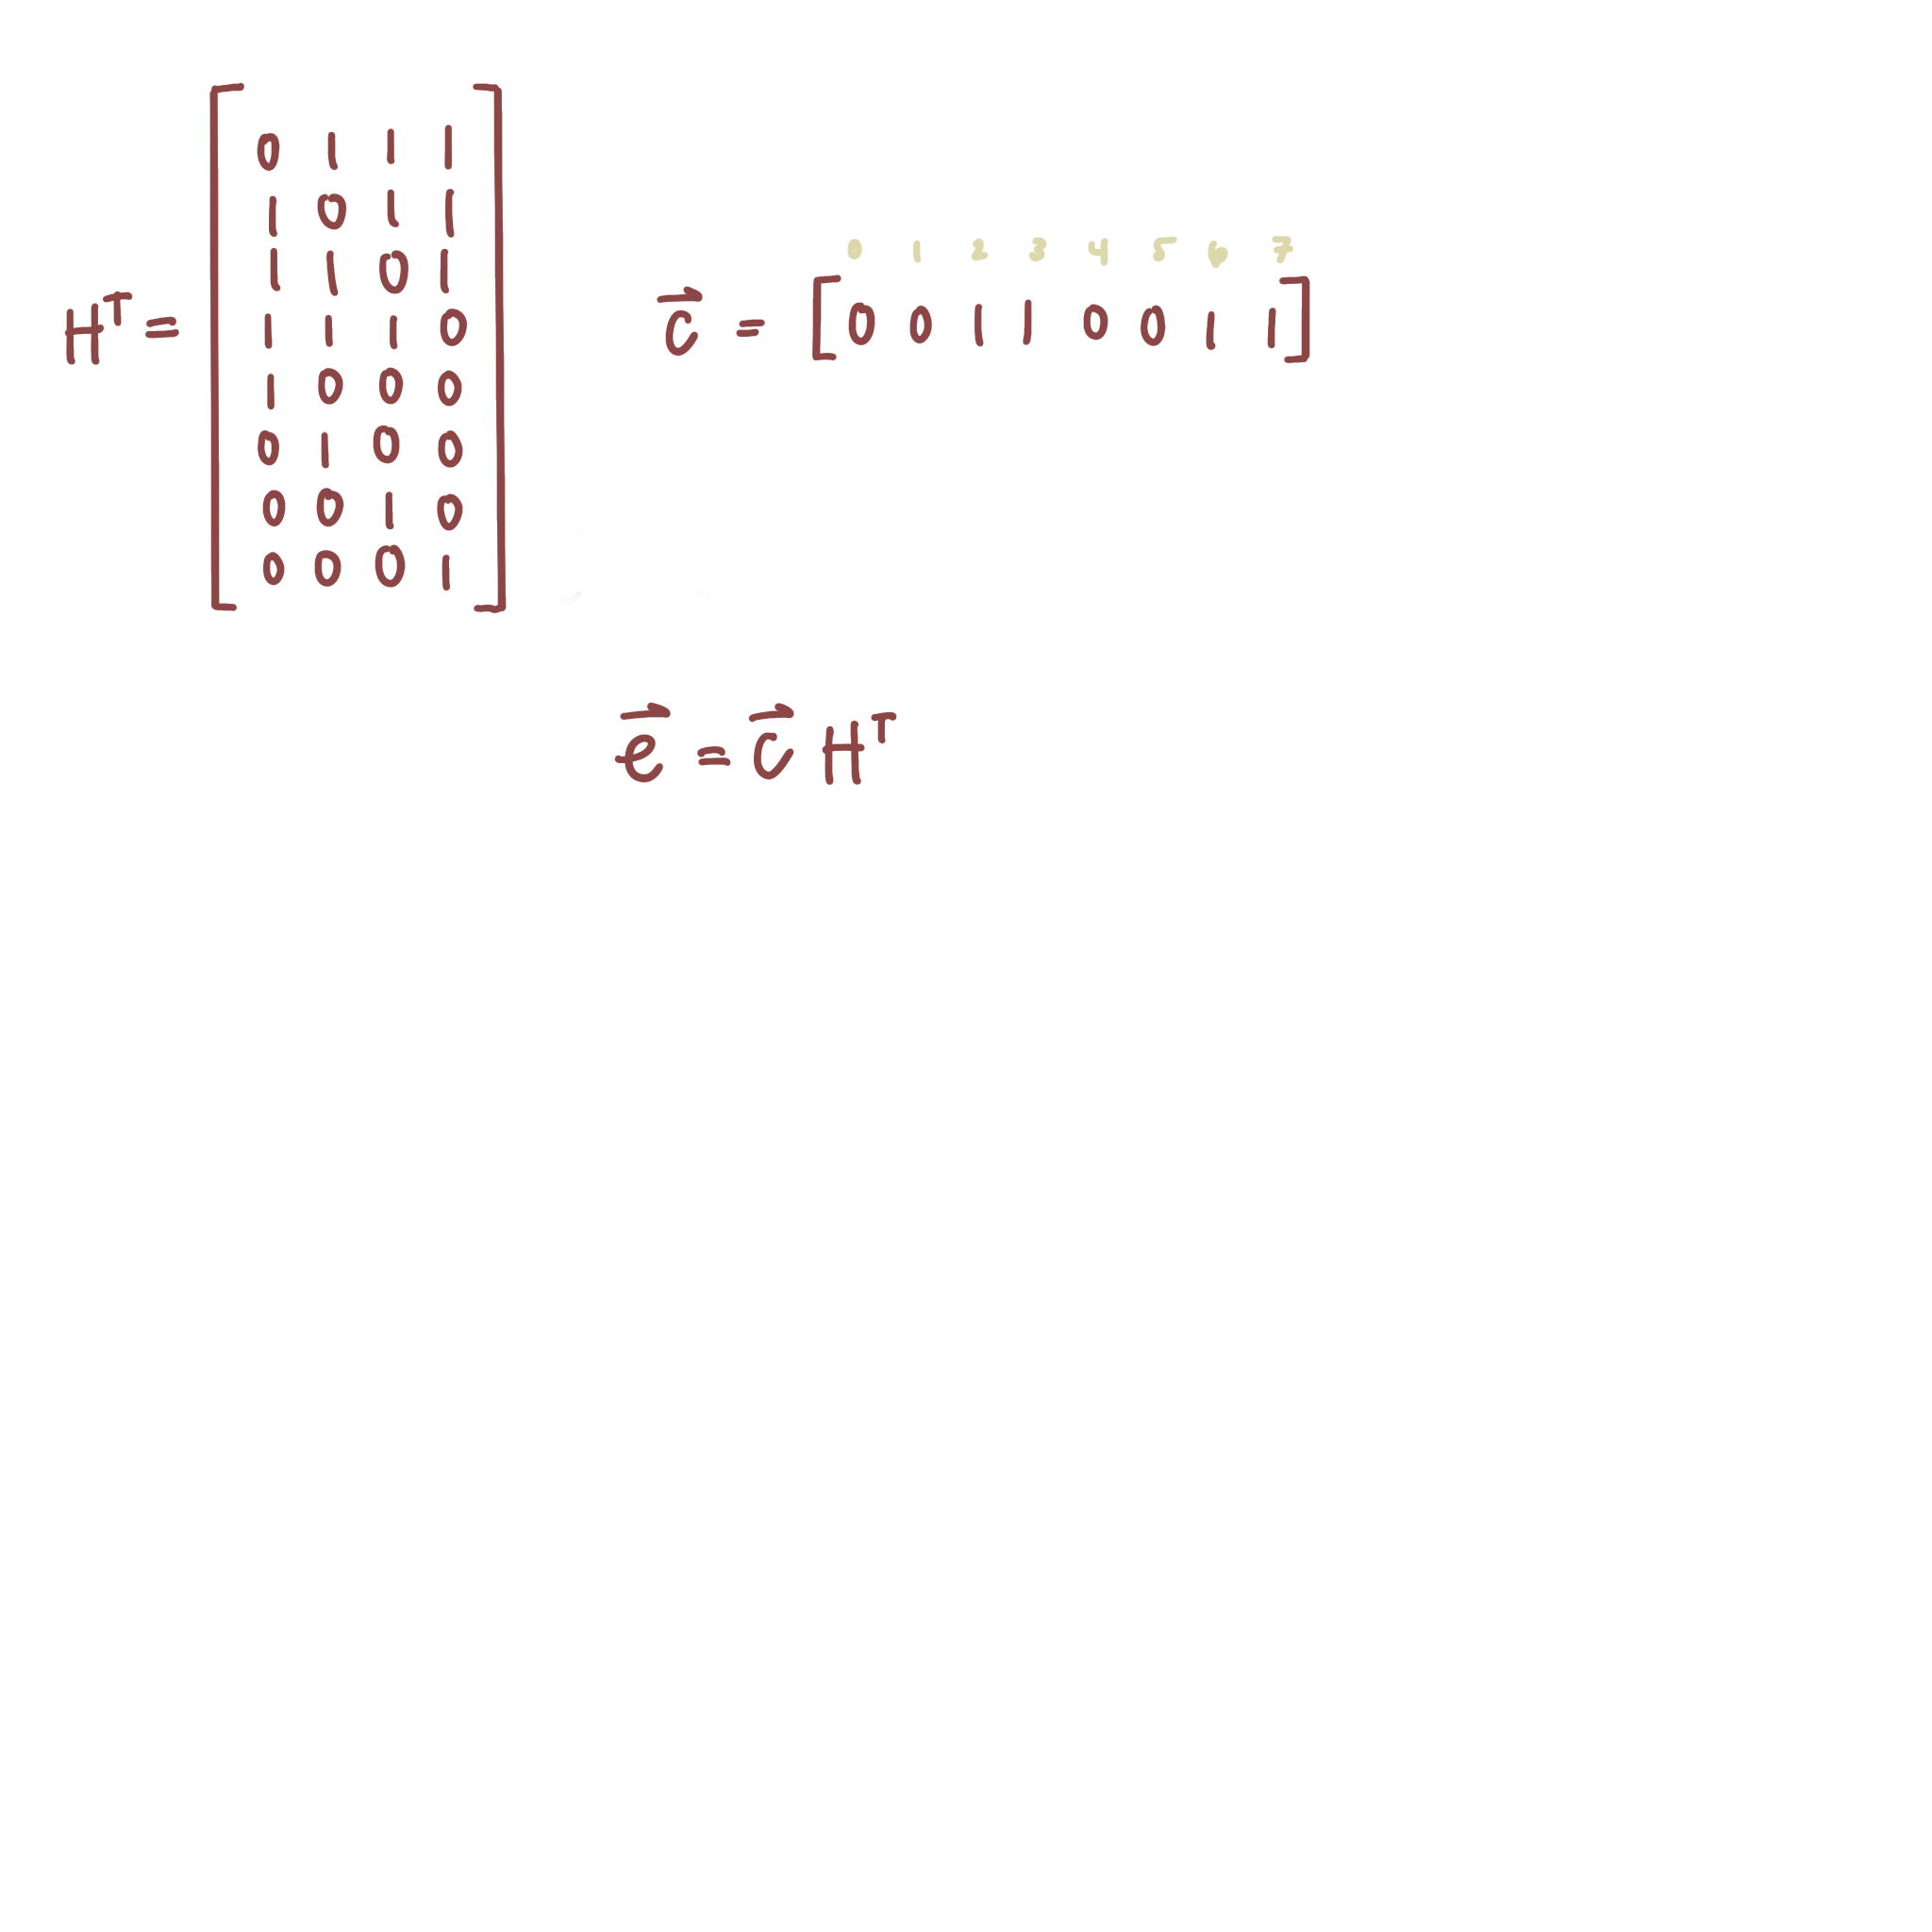 0 1 1 1
1 0 1 1
1 1 0 1
H^T = 1 1 1 0
1 0 0 0
0 1 0 0
0 0 1 0
0 0 0 1
0 1 2 3 4 5 6 7
c⃗ = [0 0 1 1 0 0 1 1]
e⃗ = c⃗ H^T